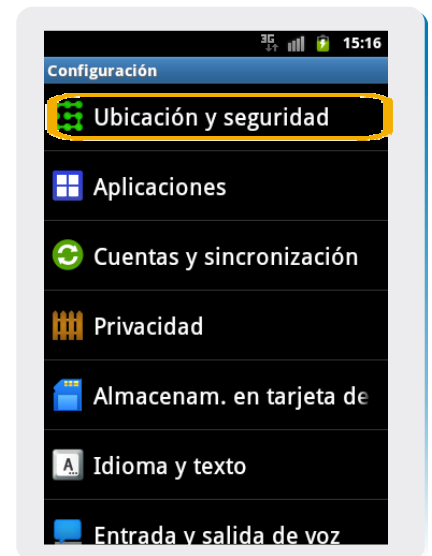 3G 15:16
Configuración
Ubicación y seguridad
Aplicaciones
Cuentas y sincronización
Privacidad
Almacenam. en tarjeta de
A
Idioma y texto
Entrada y salida de voz